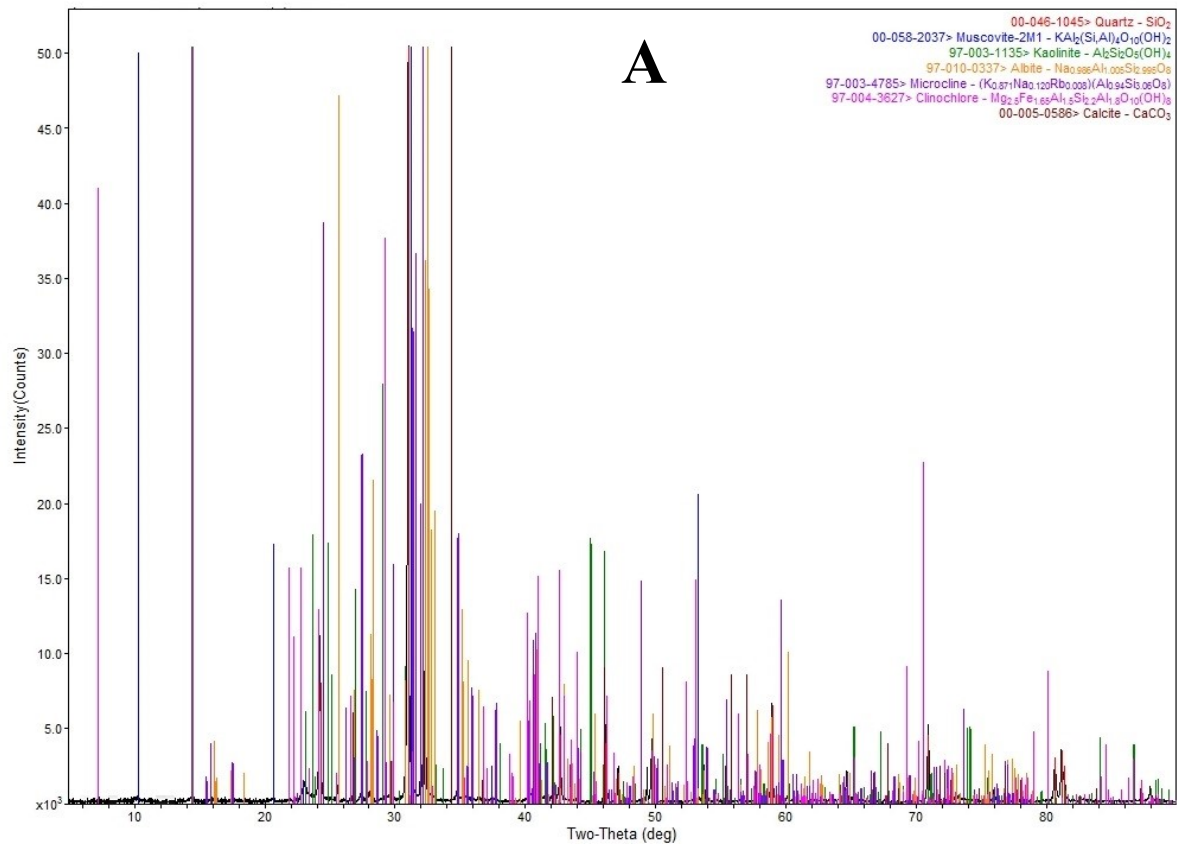 A
00-046-1045> Quartz - SiO₂
00-058-2037> Muscovite-2M1 - KAl₂(Si,Al)₄O₁₀(OH)₂
97-003-1135> Kaolinite - Al₂Si₂O₅(OH)₄
97-010-0337> Albite - Na₀.₉₈₆Al₁.₀₀₅Si₂.₉₉₅O₈
97-003-4785> Microcline - (K₀.₈₇₁Na₀.₁₂₀Rb₀.₀₀₈)(Al₀.₉₄Si₃.₀₆O₈)
97-004-3627> Clinochlore - Mg₂.₅Fe₁.₆₅Al₁.₅Si₂.₂Al₁.₈O₁₀(OH)₈
00-005-0586> Calcite - CaCO₃
50.0
45.0
40.0
35.0
30.0
25.0
20.0
15.0
10.0
5.0
x10³
Intensity(Counts)
10 20 30 40 50 60 70 80
Two-Theta (deg)